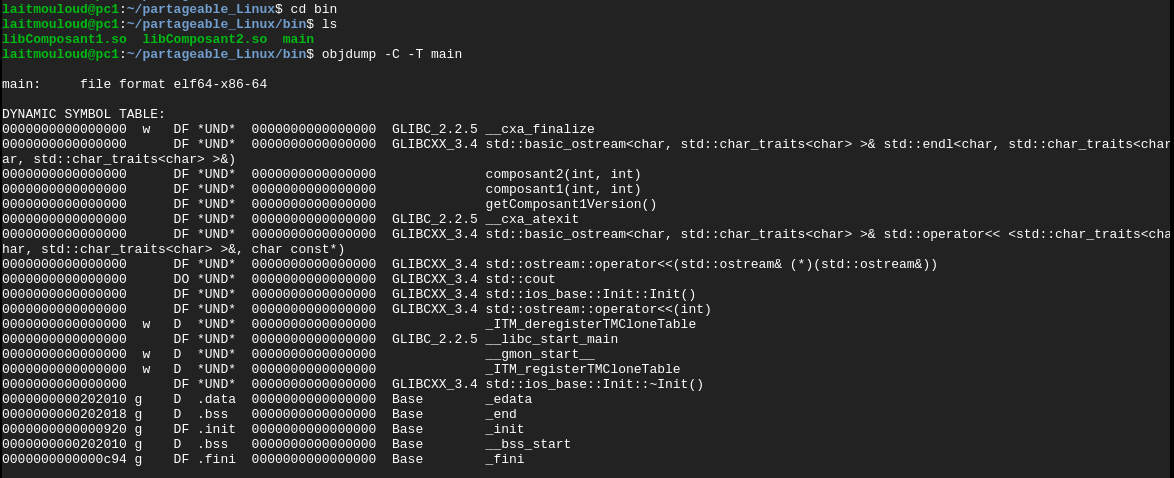 laitmouloud@pc1:~/partageable_Linux$ cd bin
laitmouloud@pc1:~/partageable_Linux/bin$ ls
libComposant1.so  libComposant2.so  main
laitmouloud@pc1:~/partageable_Linux/bin$ objdump -C -T main

main:     file format elf64-x86-64

DYNAMIC SYMBOL TABLE:
0000000000000000  w   DF *UND*  0000000000000000  GLIBC_2.2.5 __cxa_finalize
0000000000000000      DF *UND*  0000000000000000  GLIBCXX_3.4 std::basic_ostream<char, std::char_traits<char> >& std::endl<char, std::char_traits<char
ar, std::char_traits<char> >&)
0000000000000000      DF *UND*  0000000000000000              composant2(int, int)
0000000000000000      DF *UND*  0000000000000000              composant1(int, int)
0000000000000000      DF *UND*  0000000000000000              getComposant1Version()
0000000000000000      DF *UND*  0000000000000000  GLIBC_2.2.5 __cxa_atexit
0000000000000000      DF *UND*  0000000000000000  GLIBCXX_3.4 std::basic_ostream<char, std::char_traits<char> >& std::operator<< <std::char_traits<cha
har, std::char_traits<char> >&, char const*)
0000000000000000      DF *UND*  0000000000000000  GLIBCXX_3.4 std::ostream::operator<<(std::ostream& (*)(std::ostream&))
0000000000000000      DO *UND*  0000000000000000  GLIBCXX_3.4 std::cout
0000000000000000      DF *UND*  0000000000000000  GLIBCXX_3.4 std::ios_base::Init::Init()
0000000000000000      DF *UND*  0000000000000000  GLIBCXX_3.4 std::ostream::operator<<(int)
0000000000000000  w   D  *UND*  0000000000000000              _ITM_deregisterTMCloneTable
0000000000000000      DF *UND*  0000000000000000  GLIBC_2.2.5 __libc_start_main
0000000000000000  w   D  *UND*  0000000000000000              __gmon_start__
0000000000000000  w   D  *UND*  0000000000000000              _ITM_registerTMCloneTable
0000000000000000      DF *UND*  0000000000000000  GLIBCXX_3.4 std::ios_base::Init::~Init()
0000000000202010 g    D  .data  0000000000000000  Base        _edata
0000000000202018 g    D  .bss   0000000000000000  Base        _end
0000000000000920 g    DF .init  0000000000000000  Base        _init
0000000000202010 g    D  .bss   0000000000000000  Base        __bss_start
0000000000000c94 g    DF .fini  0000000000000000  Base        _fini